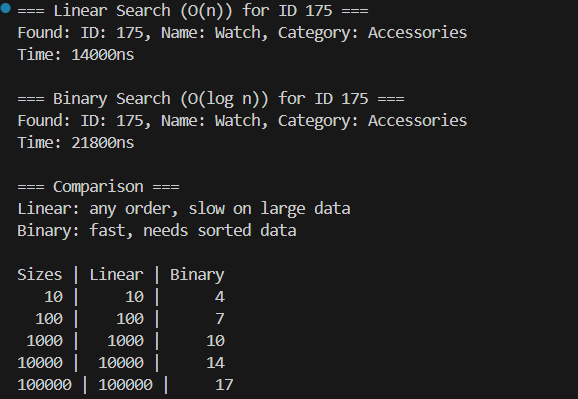 === Linear Search (O(n)) for ID 175 ===
Found: ID: 175, Name: Watch, Category: Accessories
Time: 14000ns

=== Binary Search (O(log n)) for ID 175 ===
Found: ID: 175, Name: Watch, Category: Accessories
Time: 21800ns

=== Comparison ===
Linear: any order, slow on large data
Binary: fast, needs sorted data

Sizes | Linear | Binary
   10 |     10 |      4
  100 |    100 |      7
 1000 |   1000 |     10
10000 |  10000 |     14
100000 | 100000 |     17